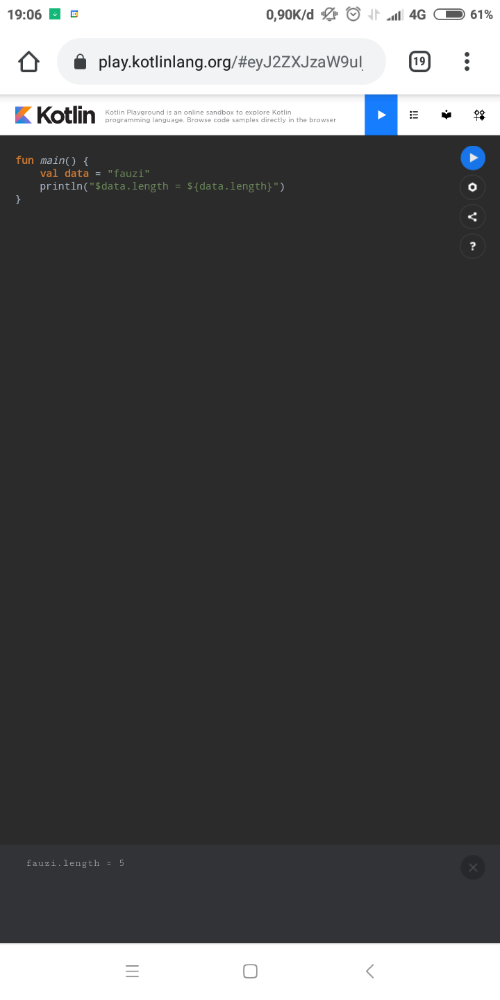 19:06 0,90K/d 4G 61%
play.kotlinlang.org/#eyJ2ZXJzaW9uI 19
Kotlin Kotlin Playground is an online sandbox to explore Kotlin
programming language. Browse code samples directly in the browser
fun main() {
    val data = "fauzi"
    println("$data.length = ${data.length}")
}
?
fauzi.length = 5